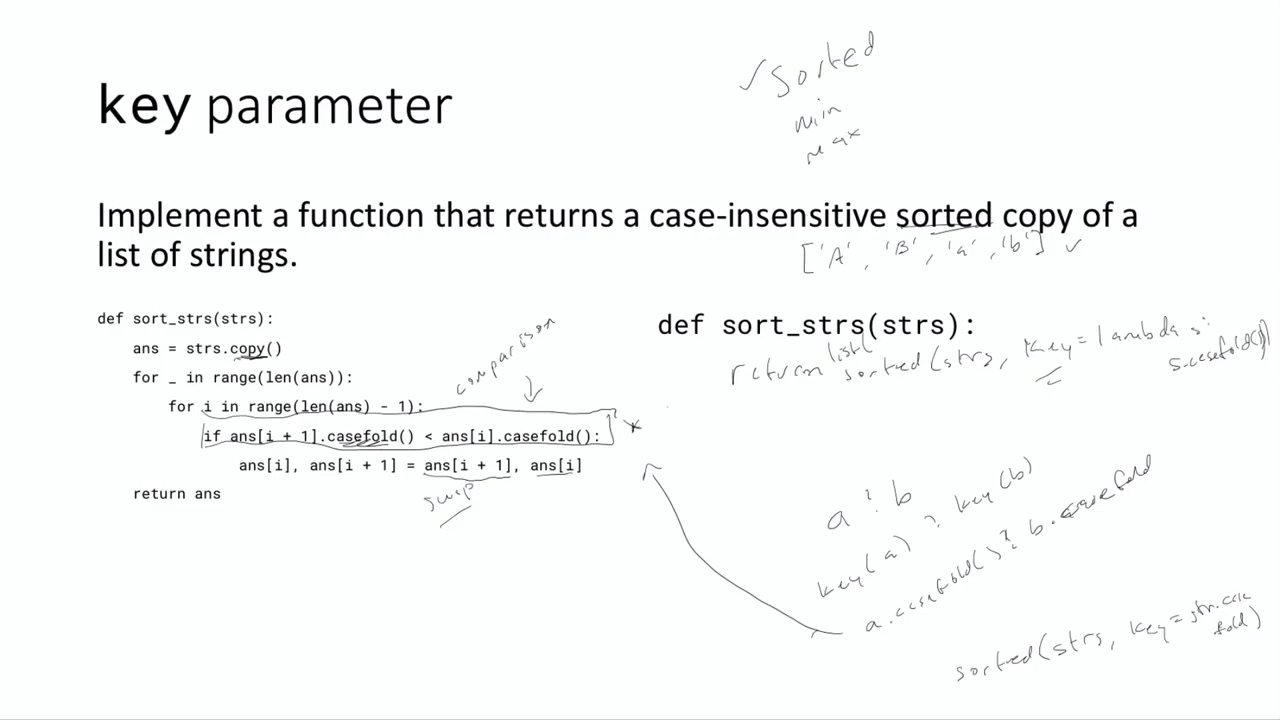 key parameter
✓ sorted
min
max
Implement a function that returns a case-insensitive sorted copy of a
list of strings.
['A', 'B', 'a', 'b'] ✓
def sort_strs(strs):
ans = strs.copy()
for _ in range(len(ans)):
for i in range(len(ans) - 1):
if ans[i + 1].casefold() < ans[i].casefold():
ans[i], ans[i + 1] = ans[i + 1], ans[i]
return ans
comparison
swap
def sort_strs(strs):
return list(
sorted(strs, key=lambda s:
s.casefold())
a ? b
key(a) ? key(b)
a.casefold() ? b.casefold
sorted(strs, key=str.case
fold)